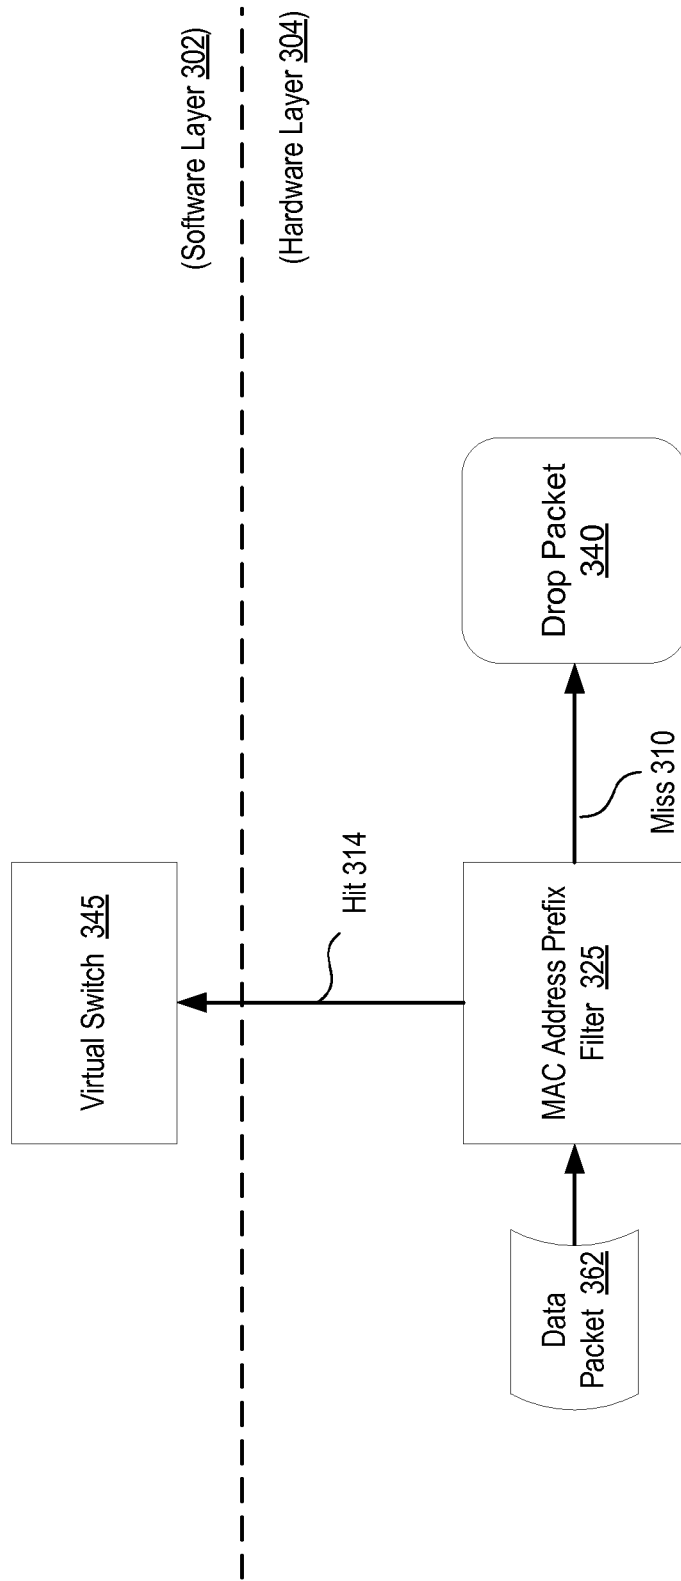 Virtual Switch 345
(Software Layer 302)
(Hardware Layer 304)
Hit 314
Data
Packet 362
MAC Address Prefix
Filter 325
Miss 310
Drop Packet
340